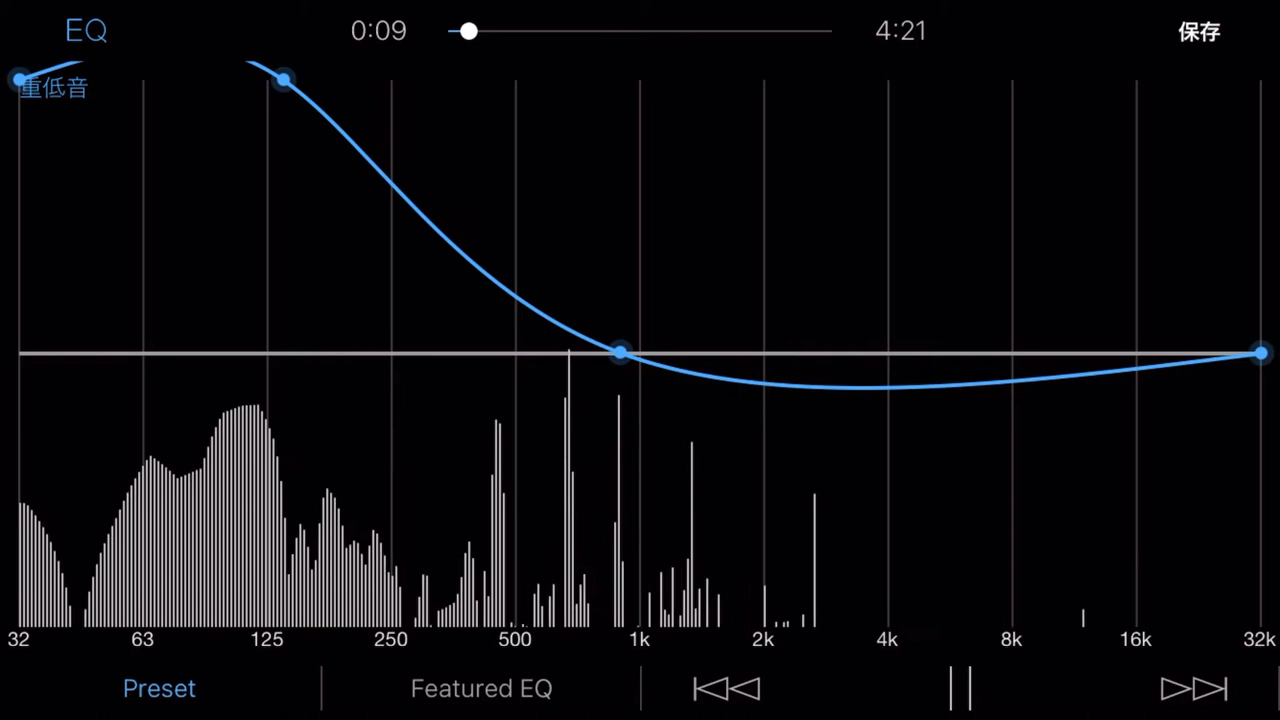 EQ 0:09 4:21 保存
重低音
32 63 125 250 500 1k 2k 4k 8k 16k 32k
Preset Featured EQ